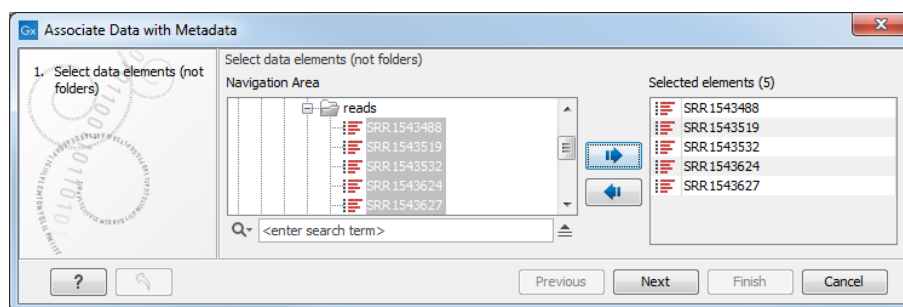 Gx Associate Data with Metadata
1. Select data elements (not
folders)
Select data elements (not folders)
Navigation Area
reads
SRR1543488
SRR1543519
SRR1543532
SRR1543624
SRR1543627
<enter search term>
Selected elements (5)
SRR1543488
SRR1543519
SRR1543532
SRR1543624
SRR1543627
?
Previous
Next
Finish
Cancel